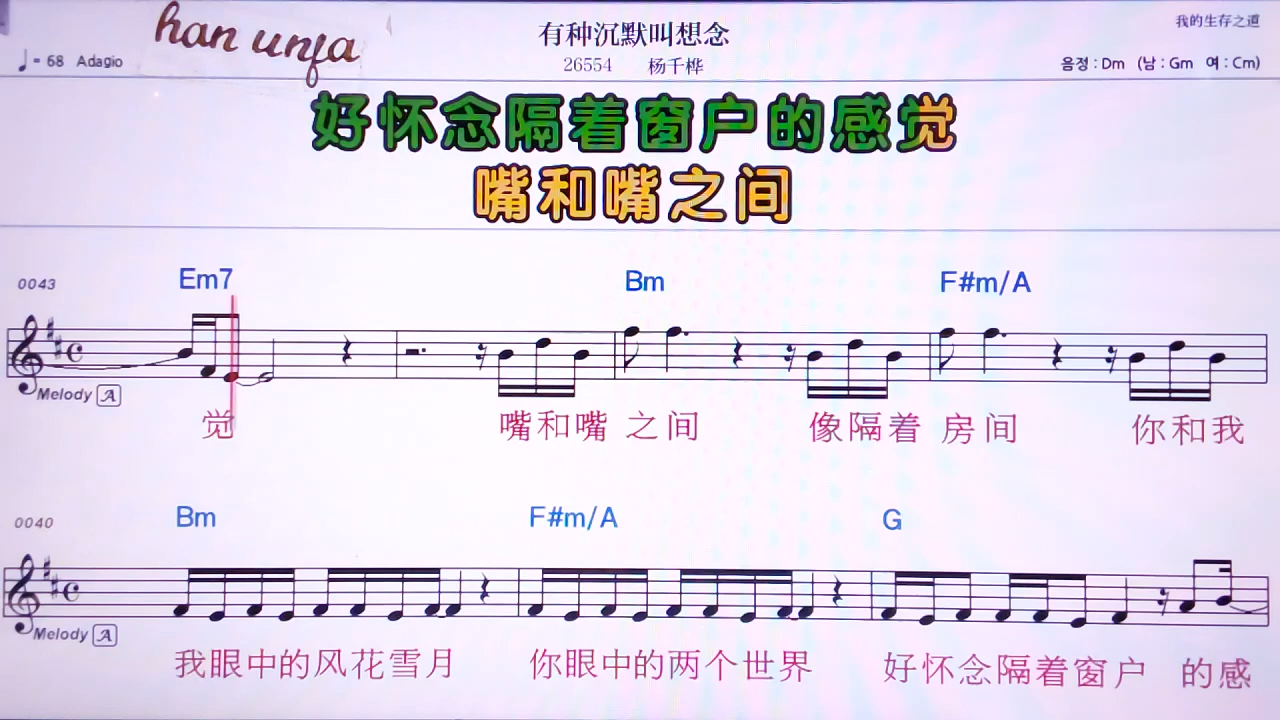 han unfa
有种沉默叫想念
我的生存之道
♩= 68 Adagio
26554 杨千桦
음정 : Dm (남 : Gm 여 : Cm)
好怀念隔着窗户的感觉
嘴和嘴之间
0043
Em7 Bm F#m/A
Melody A
觉 嘴和嘴 之间 像隔着 房间 你和我
0040
Bm F#m/A G
Melody A
我眼中的风花雪月 你眼中的两个世界 好怀念隔着窗户 的感